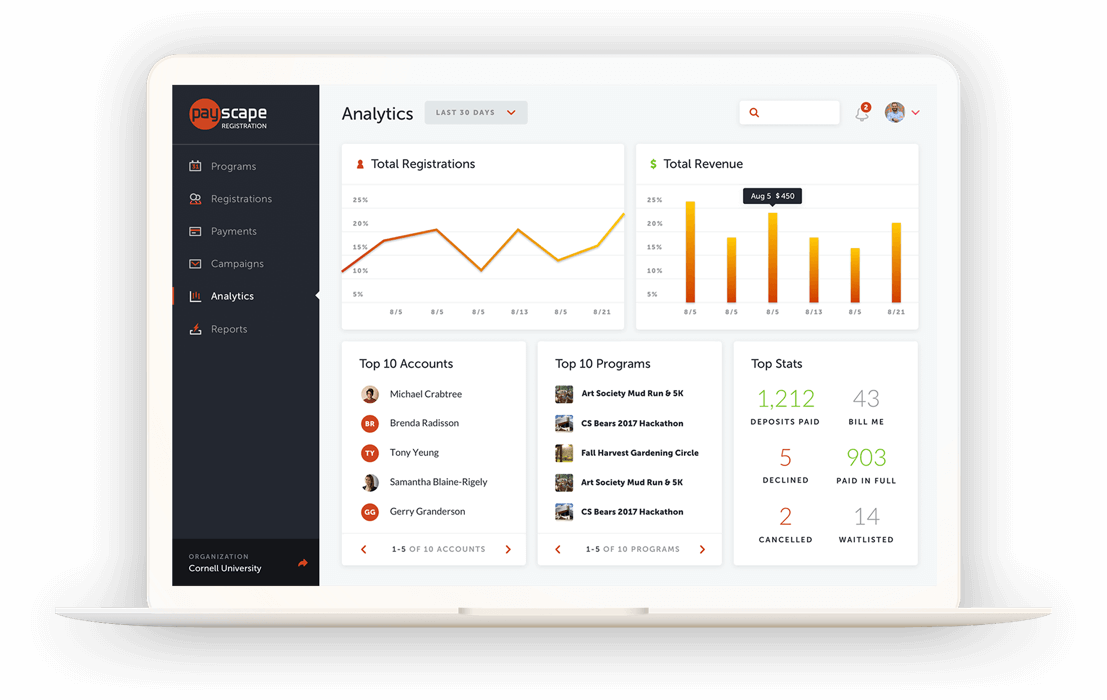 payscape
REGISTRATION
Programs
Registrations
Payments
Campaigns
Analytics
Reports
ORGANIZATION
Cornell University
Analytics
LAST 30 DAYS
2
Total Registrations
25%
20%
15%
10%
5%
8/5 8/5 8/5 8/13 8/5 8/21
$ Total Revenue
Aug 5 $450
25%
20%
15%
10%
5%
8/5 8/5 8/5 8/13 8/5 8/21
Top 10 Accounts
Michael Crabtree
BR Brenda Radisson
TY Tony Yeung
Samantha Blaine-Rigely
GG Gerry Granderson
1-5 OF 10 ACCOUNTS
Top 10 Programs
Art Society Mud Run & 5K
CS Bears 2017 Hackathon
Fall Harvest Gardening Circle
Art Society Mud Run & 5K
CS Bears 2017 Hackathon
1-5 OF 10 PROGRAMS
Top Stats
1,212 43
DEPOSITS PAID BILL ME
5 903
DECLINED PAID IN FULL
2 14
CANCELLED WAITLISTED